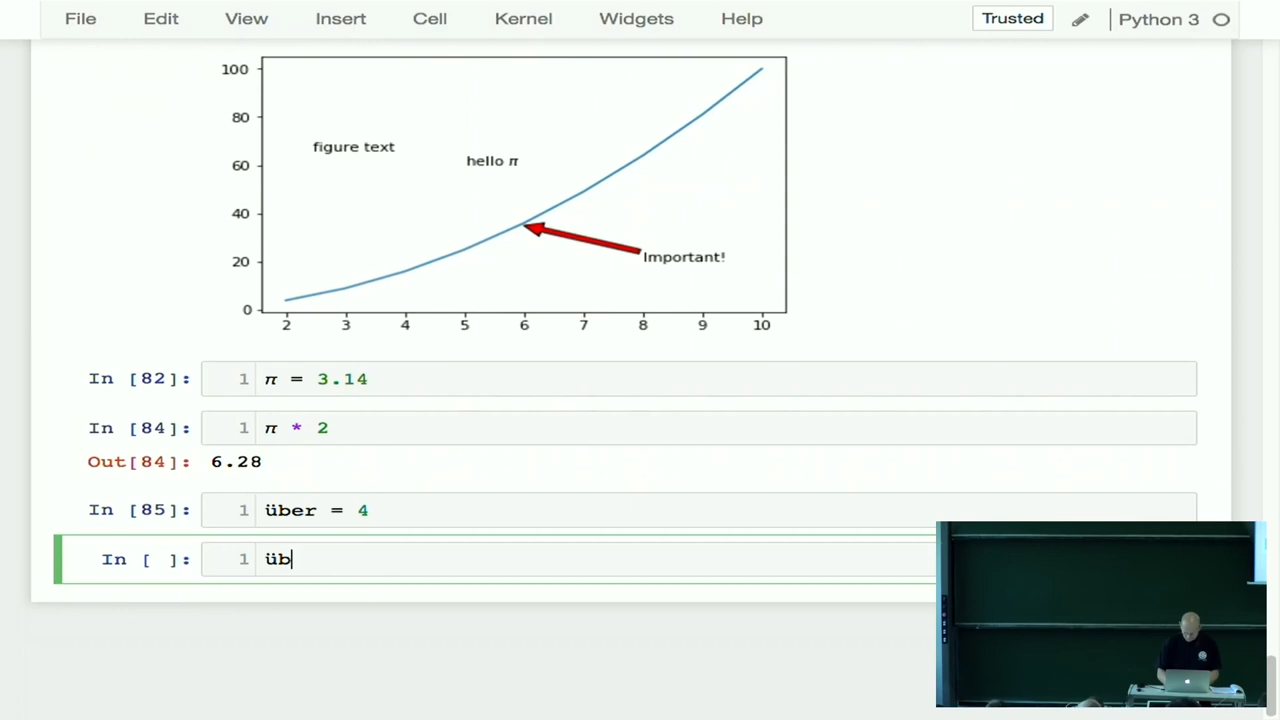 File Edit View Insert Cell Kernel Widgets Help Trusted Python 3
100
80
figure text
hello π
60
40
Important!
20
0
2 3 4 5 6 7 8 9 10
In [82]: 1 π = 3.14
In [84]: 1 π * 2
Out[84]: 6.28
In [85]: 1 über = 4
In [ ]: 1 üb